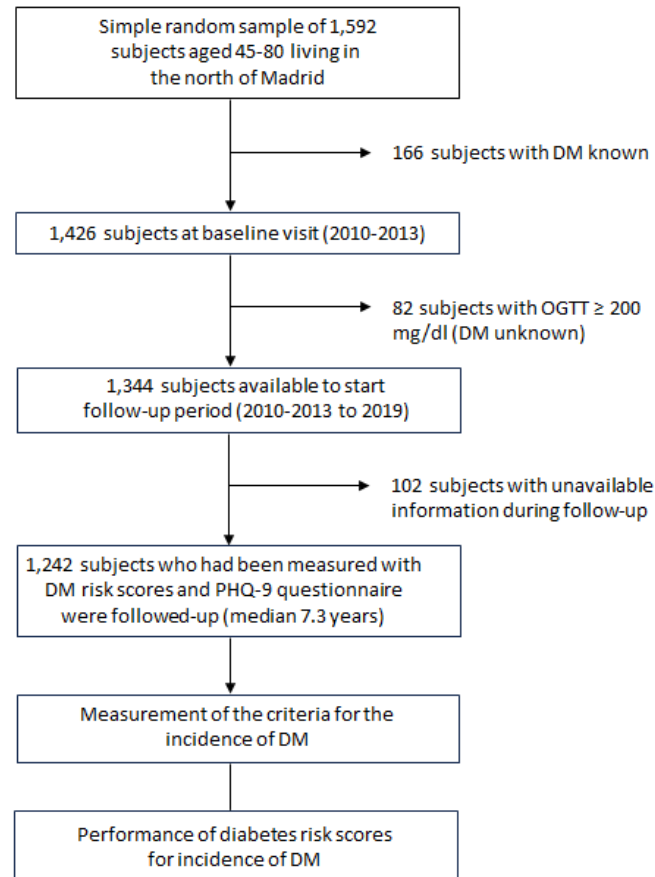 Simple random sample of 1,592
subjects aged 45-80 living in
the north of Madrid
166 subjects with DM known
1,426 subjects at baseline visit (2010-2013)
82 subjects with OGTT ≥ 200
mg/dl (DM unknown)
1,344 subjects available to start
follow-up period (2010-2013 to 2019)
102 subjects with unavailable
information during follow-up
1,242 subjects who had been measured with
DM risk scores and PHQ-9 questionnaire
were followed-up (median 7.3 years)
Measurement of the criteria for the
incidence of DM
Performance of diabetes risk scores
for incidence of DM